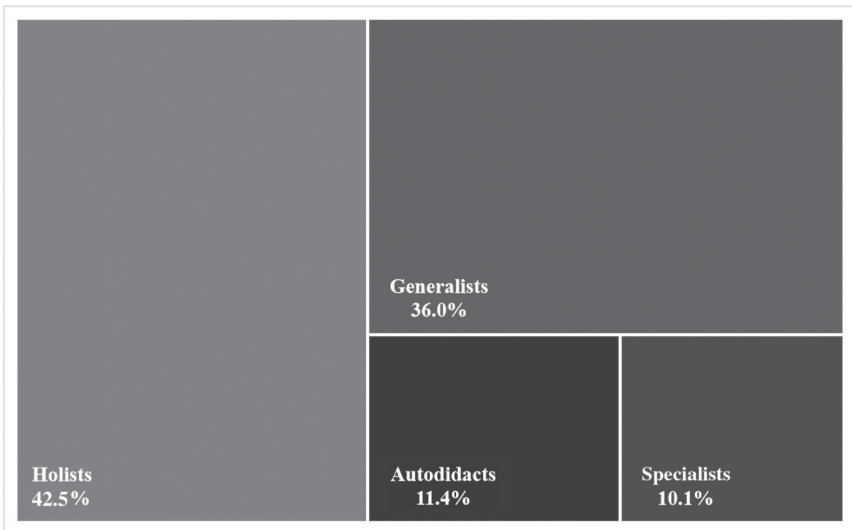 Generalists
36.0%
Holists
42.5%
Autodidacts
11.4%
Specialists
10.1%